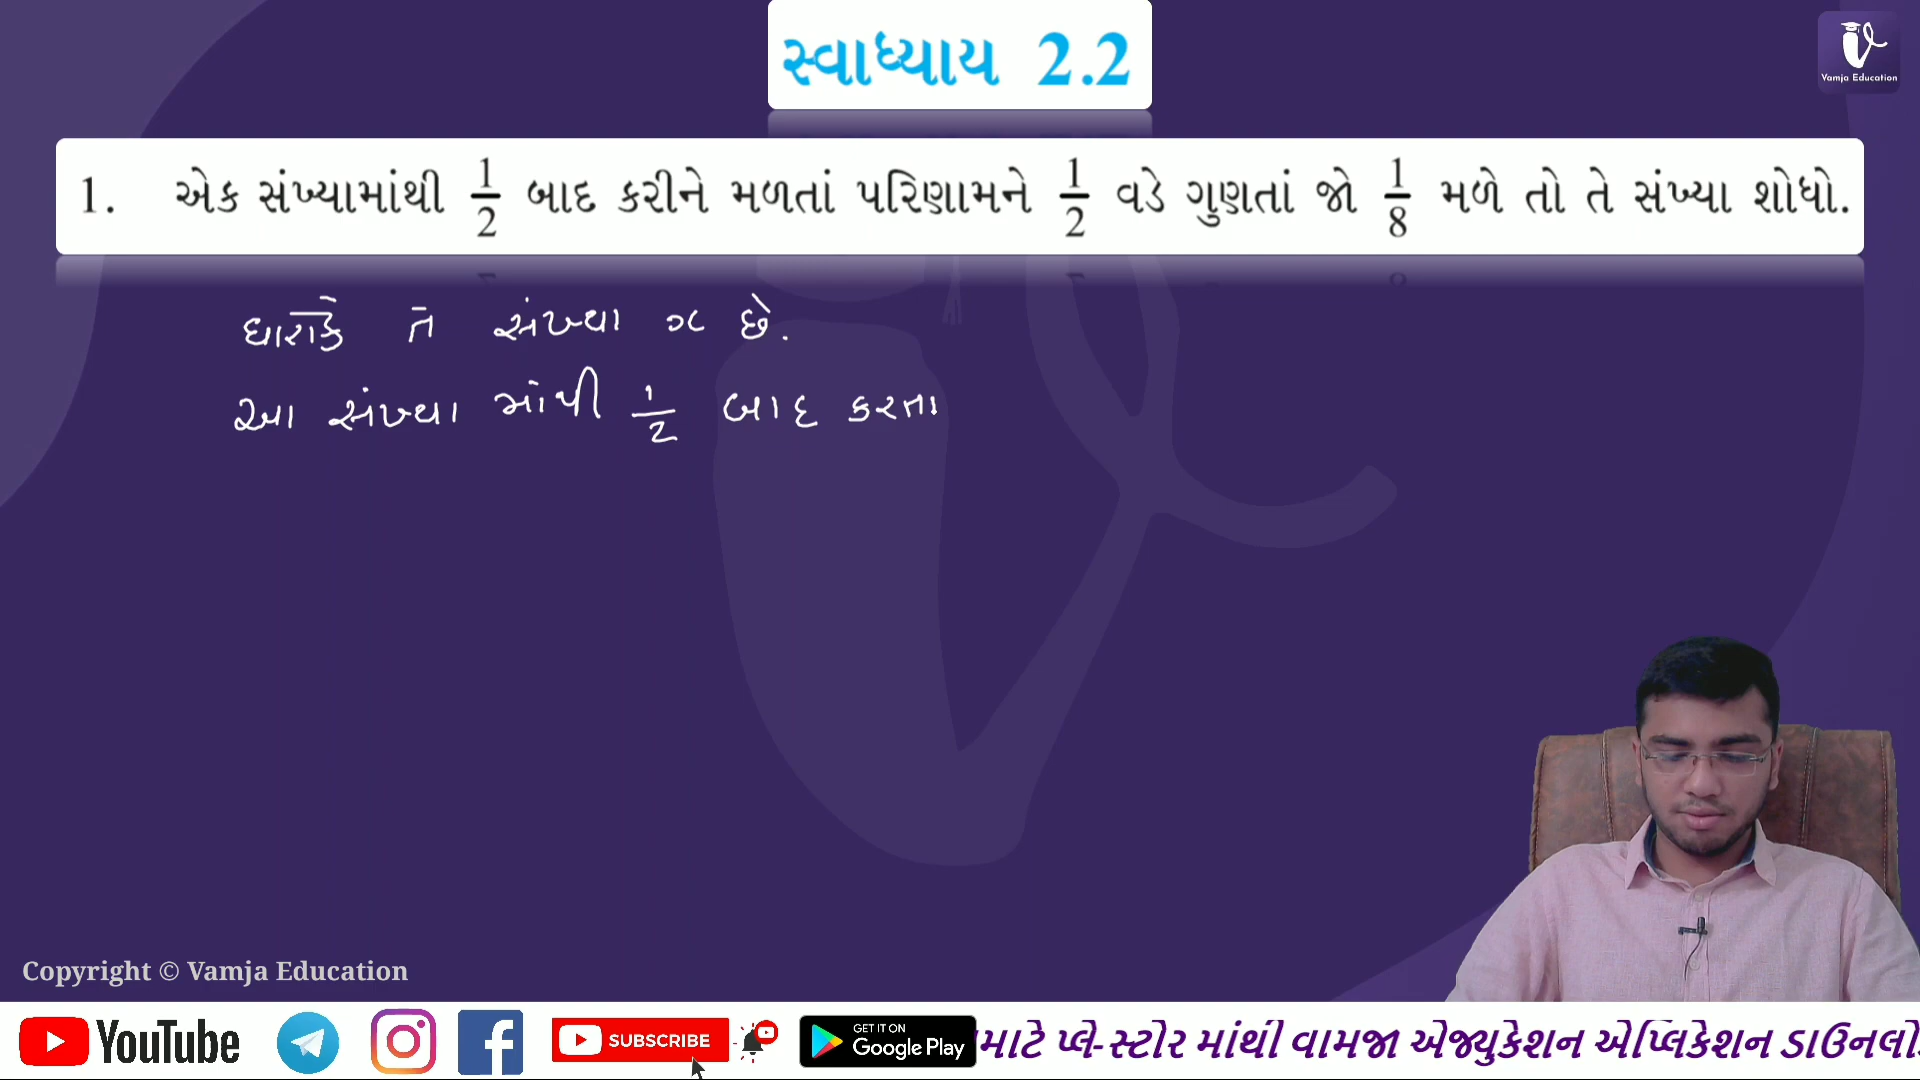 સ્વાધ્યાય 2.2
Vamja Education
1. એક સંખ્યામાંથી 1/2 બાદ કરીને મળતાં પરિણામને 1/2 વડે ગુણતાં જો 1/8 મળે તો તે સંખ્યા શોધો.
ધારોકે તે સંખ્યા x છે.
આ સંખ્યા માંથી 1/2 બાદ કરતા
Copyright © Vamja Education
YouTube
SUBSCRIBE
GET IT ON
Google Play
માટે પ્લે-સ્ટોર માંથી વામજા એજ્યુકેશન એપ્લિકેશન